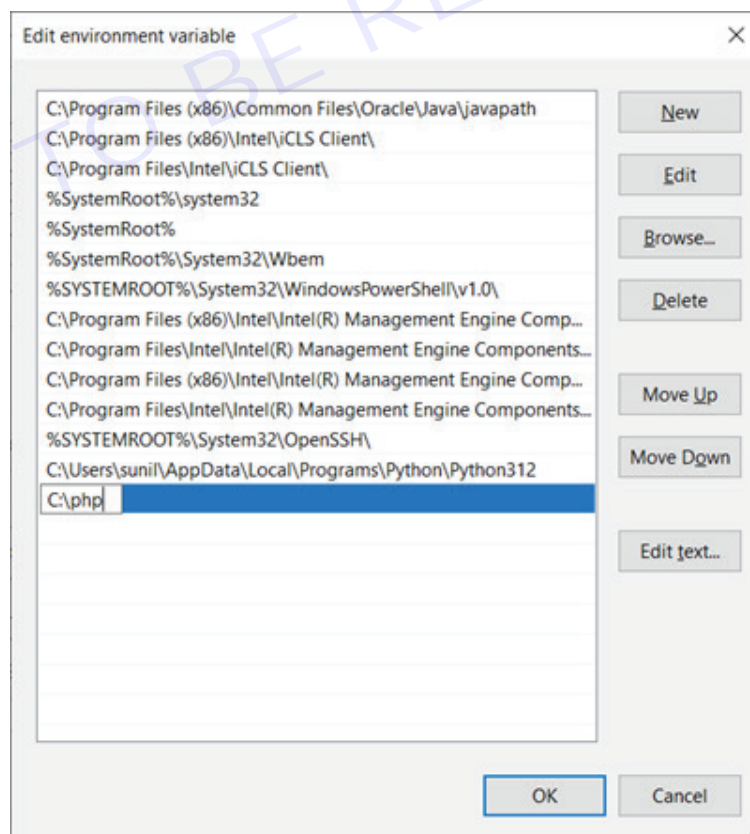 TO BE RE
Edit environment variable
C:\Program Files (x86)\Common Files\Oracle\Java\javapath
New
C:\Program Files (x86)\Intel\iCLS Client\
C:\Program Files\Intel\iCLS Client\
Edit
%SystemRoot%\system32
%SystemRoot%
Browse...
%SystemRoot%\System32\Wbem
%SYSTEMROOT%\System32\WindowsPowerShell\v1.0\
Delete
C:\Program Files (x86)\Intel\Intel(R) Management Engine Comp...
C:\Program Files\Intel\Intel(R) Management Engine Components...
C:\Program Files (x86)\Intel\Intel(R) Management Engine Comp...
Move Up
C:\Program Files\Intel\Intel(R) Management Engine Components...
%SYSTEMROOT%\System32\OpenSSH\
Move Down
C:\Users\sunil\AppData\Local\Programs\Python\Python312
C:\php
Edit text...
OK
Cancel